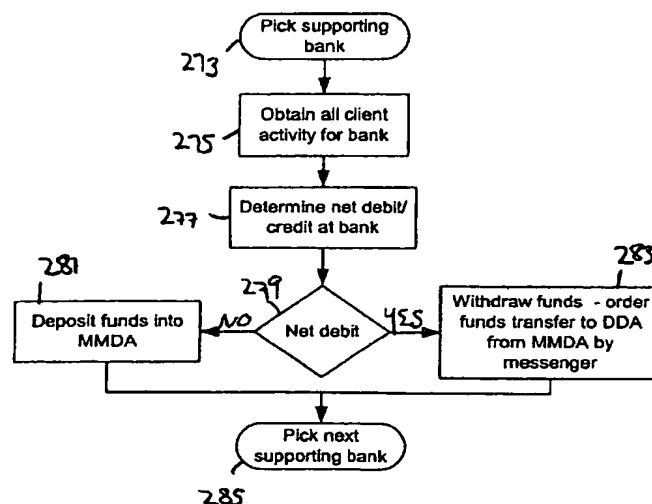 Pick supporting
bank
273
Obtain all client
activity for bank
275
Determine net debit/
credit at bank
277
279
Net debit
NO
YES
281
Deposit funds into
MMDA
283
Withdraw funds - order
funds transfer to DDA
from MMDA by
messenger
Pick next
supporting bank
285